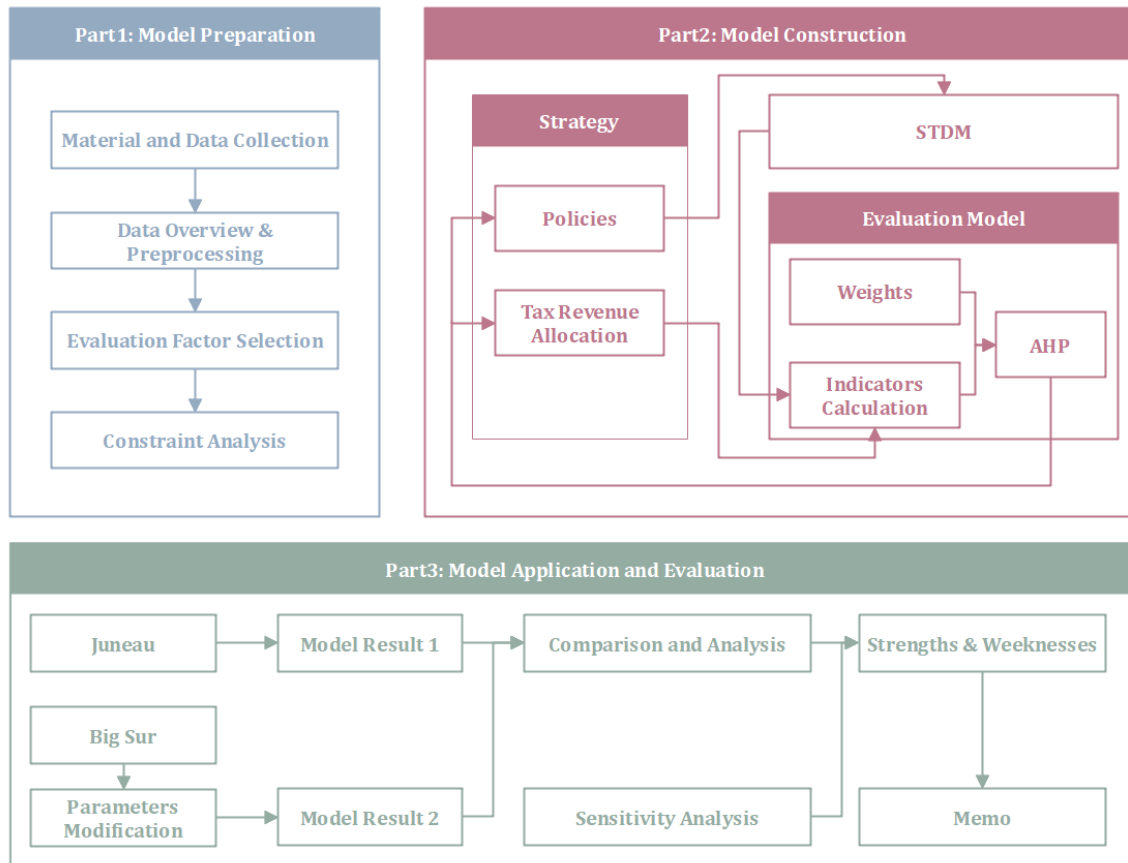 Part1: Model Preparation
Material and Data Collection
Data Overview &
Preprocessing
Evaluation Factor Selection
Constraint Analysis
Part2: Model Construction
Strategy
Policies
Tax Revenue
Allocation
STDM
Evaluation Model
Weights
Indicators
Calculation
AHP
Part3: Model Application and Evaluation
Juneau
Model Result 1
Comparison and Analysis
Strengths & Weeknesses
Big Sur
Parameters
Modification
Model Result 2
Sensitivity Analysis
Memo